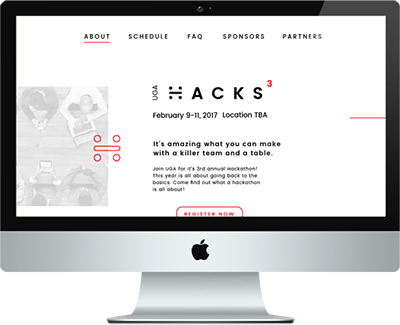 ABOUT SCHEDULE FAQ SPONSORS PARTNERS
UGA HACKS 3
February 9-11, 2017 Location TBA
It's amazing what you can make
with a killer team and a table.
Join UGA for it's 3rd annual Hackathon!
This year is all about going back to the
basics. Come find out what a hackathon
is all about!
REGISTER NOW